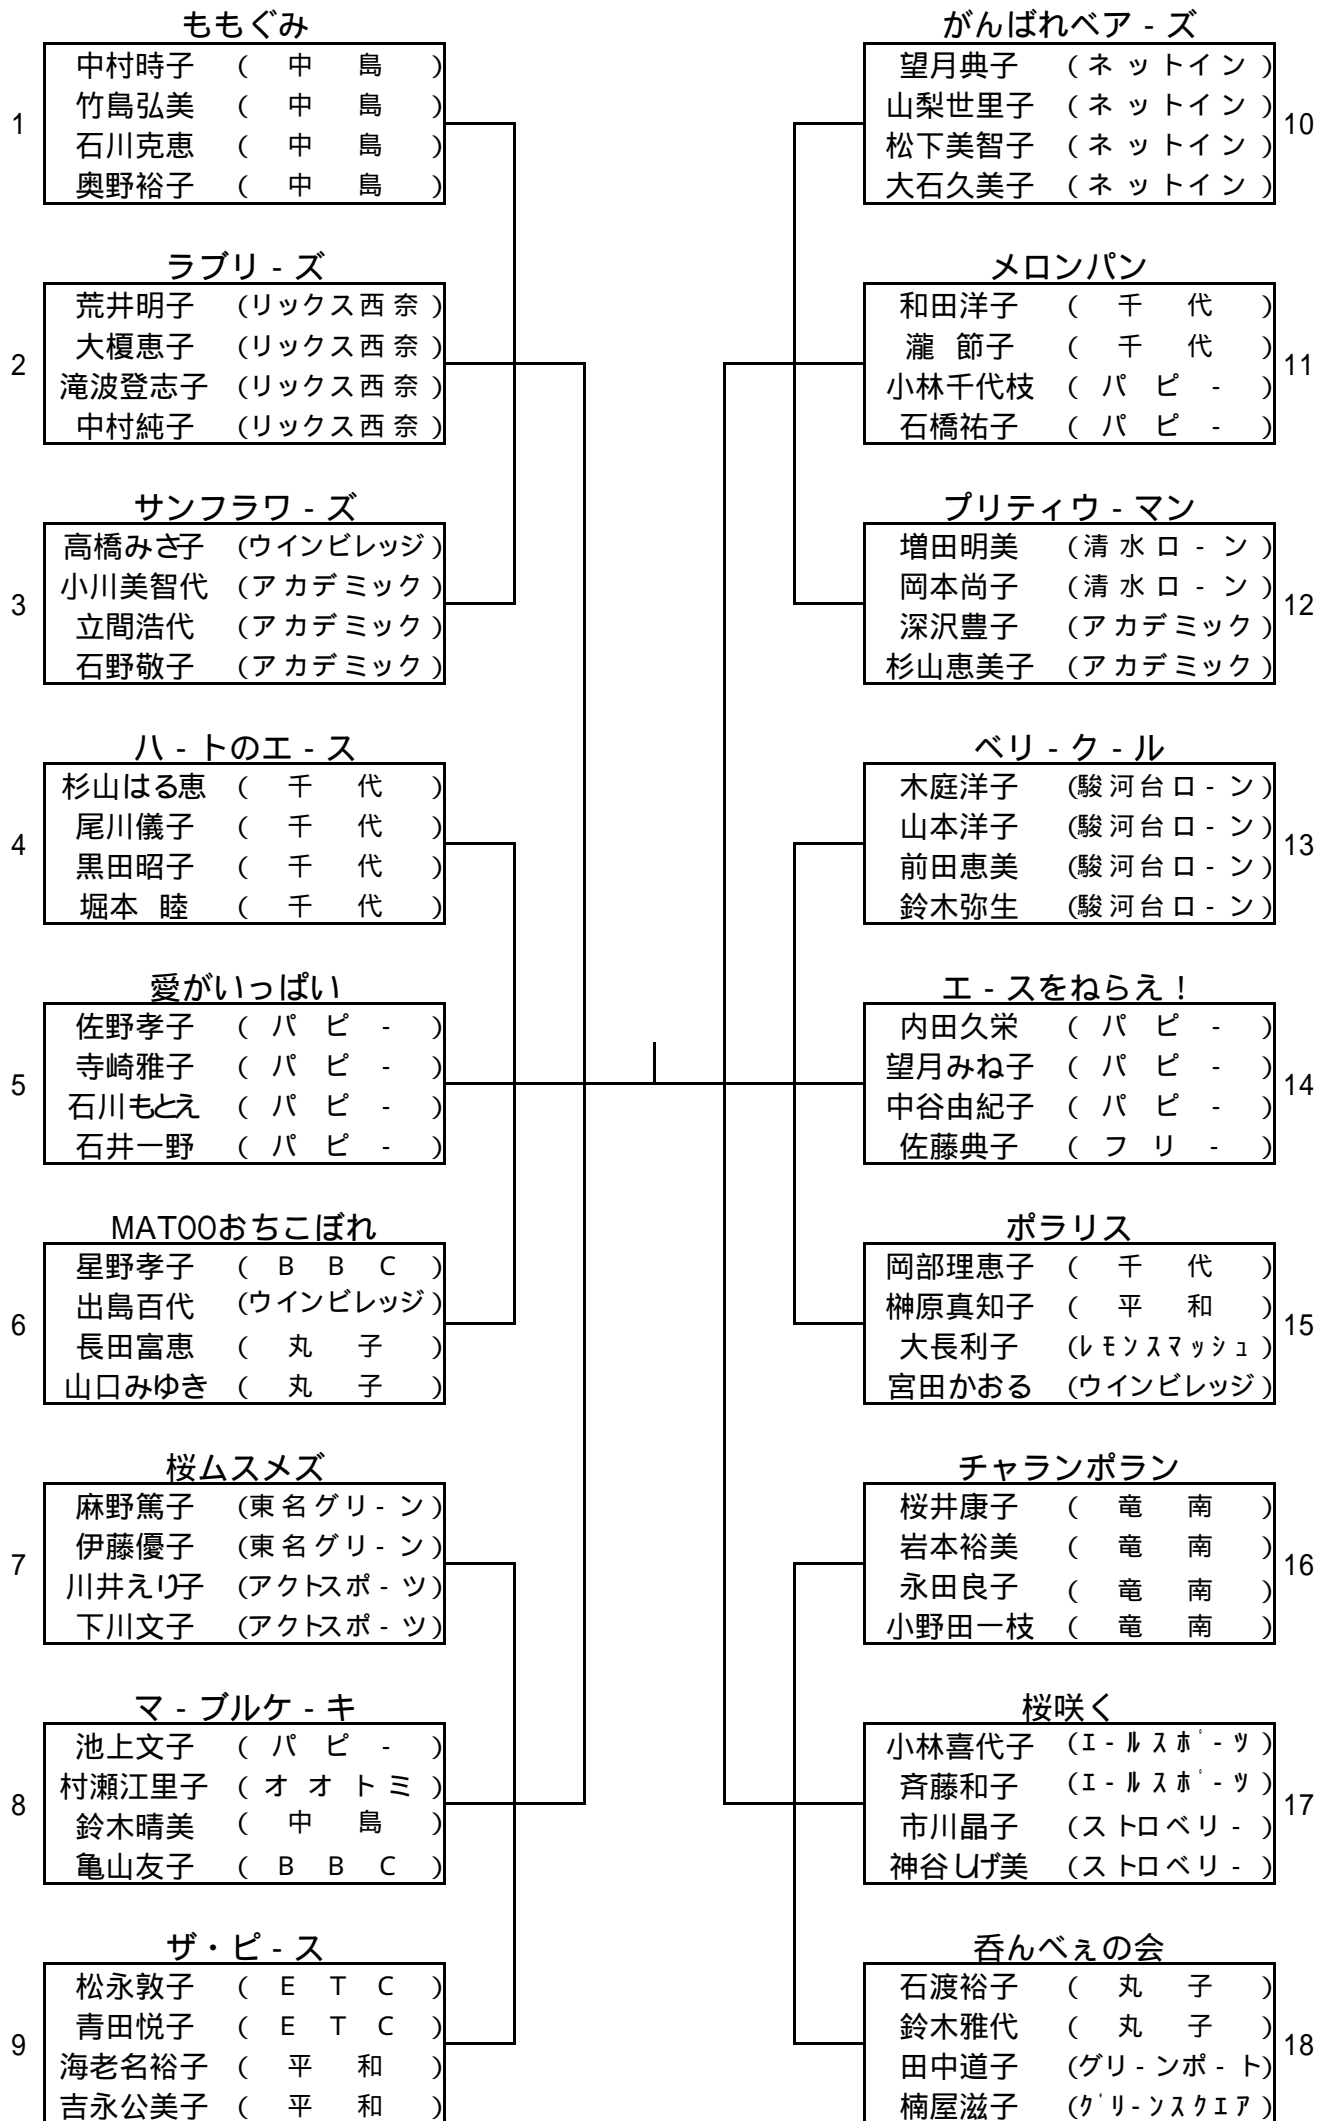 ももぐみ
1
中村時子 ( 中 島 )
竹島弘美 ( 中 島 )
石川克恵 ( 中 島 )
奥野裕子 ( 中 島 )
ラブリ - ズ
2
荒井明子 (リックス西奈)
大榎恵子 (リックス西奈)
滝波登志子 (リックス西奈)
中村純子 (リックス西奈)
サンフラワ - ズ
3
高橋みさ子 (ウインビレッジ)
小川美智代 (アカデミック)
立間浩代 (アカデミック)
石野敬子 (アカデミック)
ハ - トのエ - ス
4
杉山はる恵 ( 千 代 )
尾川儀子 ( 千 代 )
黒田昭子 ( 千 代 )
堀本 睦 ( 千 代 )
愛がいっぱい
5
佐野孝子 ( パ ピ - )
寺崎雅子 ( パ ピ - )
石川もとえ ( パ ピ - )
石井一野 ( パ ピ - )
MATOOおちこぼれ
6
星野孝子 ( B B C )
出島百代 (ウインビレッジ)
長田富恵 ( 丸 子 )
山口みゆき ( 丸 子 )
桜ムスメズ
7
麻野篤子 (東名グリ - ン)
伊藤優子 (東名グリ - ン)
川井えり子 (アクトスポ - ツ)
下川文子 (アクトスポ - ツ)
マ - ブルケ - キ
8
池上文子 ( パ ピ - )
村瀬江里子 ( オ オ ト ミ )
鈴木晴美 ( 中 島 )
亀山友子 ( B B C )
ザ・ピ - ス
9
松永敦子 ( E T C )
青田悦子 ( E T C )
海老名裕子 ( 平 和 )
吉永公美子 ( 平 和 )
がんばれベア - ズ
10
望月典子 (ネットイン)
山梨世里子 (ネットイン)
松下美智子 (ネットイン)
大石久美子 (ネットイン)
メロンパン
11
和田洋子 ( 千 代 )
瀧 節子 ( 千 代 )
小林千代枝 ( パ ピ - )
石橋祐子 ( パ ピ - )
プリティウ - マン
12
増田明美 (清水ロ - ン)
岡本尚子 (清水ロ - ン)
深沢豊子 (アカデミック)
杉山恵美子 (アカデミック)
ベリ - ク - ル
13
木庭洋子 (駿河台ロ - ン)
山本洋子 (駿河台ロ - ン)
前田恵美 (駿河台ロ - ン)
鈴木弥生 (駿河台ロ - ン)
エ - スをねらえ！
14
内田久栄 ( パ ピ - )
望月みね子 ( パ ピ - )
中谷由紀子 ( パ ピ - )
佐藤典子 ( フ リ - )
ポラリス
15
岡部理恵子 ( 千 代 )
榊原真知子 ( 平 和 )
大長利子 (ﾚﾓﾝｽﾏｯｼｭ)
宮田かおる (ウインビレッジ)
チャランポラン
16
桜井康子 ( 竜 南 )
岩本裕美 ( 竜 南 )
永田良子 ( 竜 南 )
小野田一枝 ( 竜 南 )
桜咲く
17
小林喜代子 (ｴ-ﾙｽﾎﾟ-ﾂ)
斉藤和子 (ｴ-ﾙｽﾎﾟ-ﾂ)
市川晶子 (ストロベリ - )
神谷しげ美 (ストロベリ - )
呑んべぇの会
18
石渡裕子 ( 丸 子 )
鈴木雅代 ( 丸 子 )
田中道子 (グリ - ンポ - ト)
楠屋滋子 (ｸﾞﾘ-ﾝｽｸｴｱ)